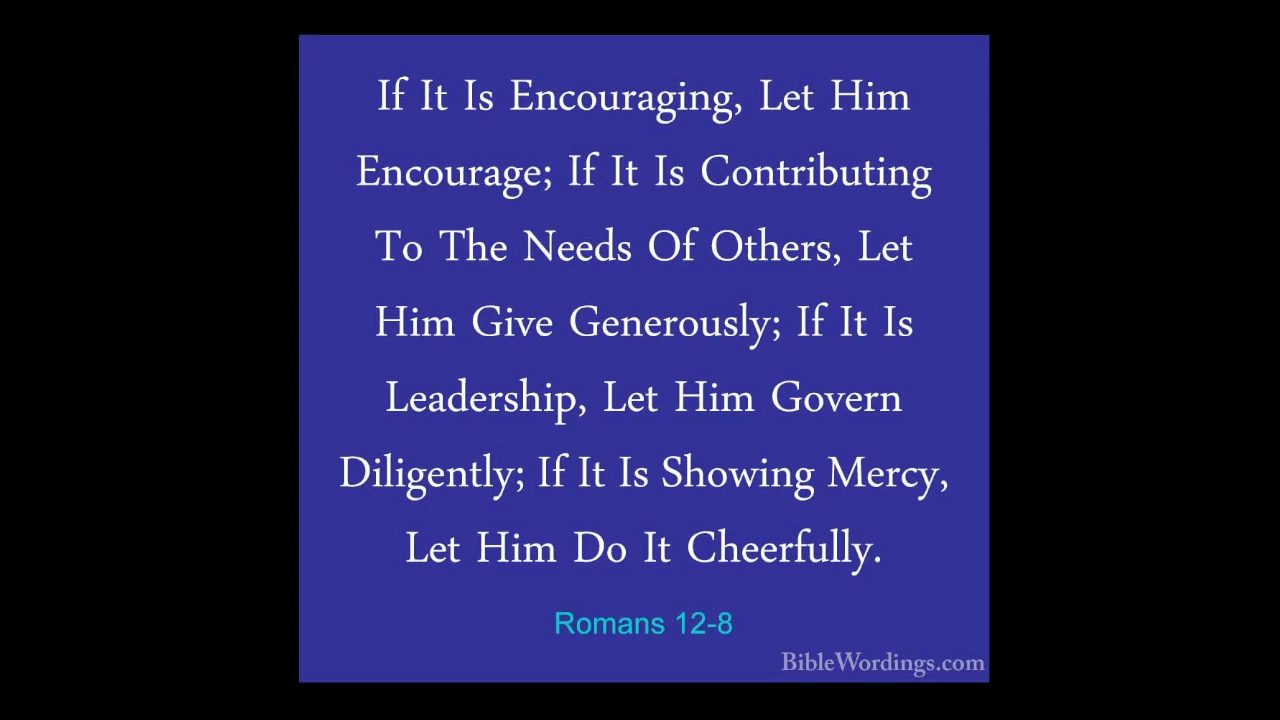 If It Is Encouraging, Let Him
Encourage; If It Is Contributing
To The Needs Of Others, Let
Him Give Generously; If It Is
Leadership, Let Him Govern
Diligently; If It Is Showing Mercy,
Let Him Do It Cheerfully.
Romans 12-8
BibleWordings.com